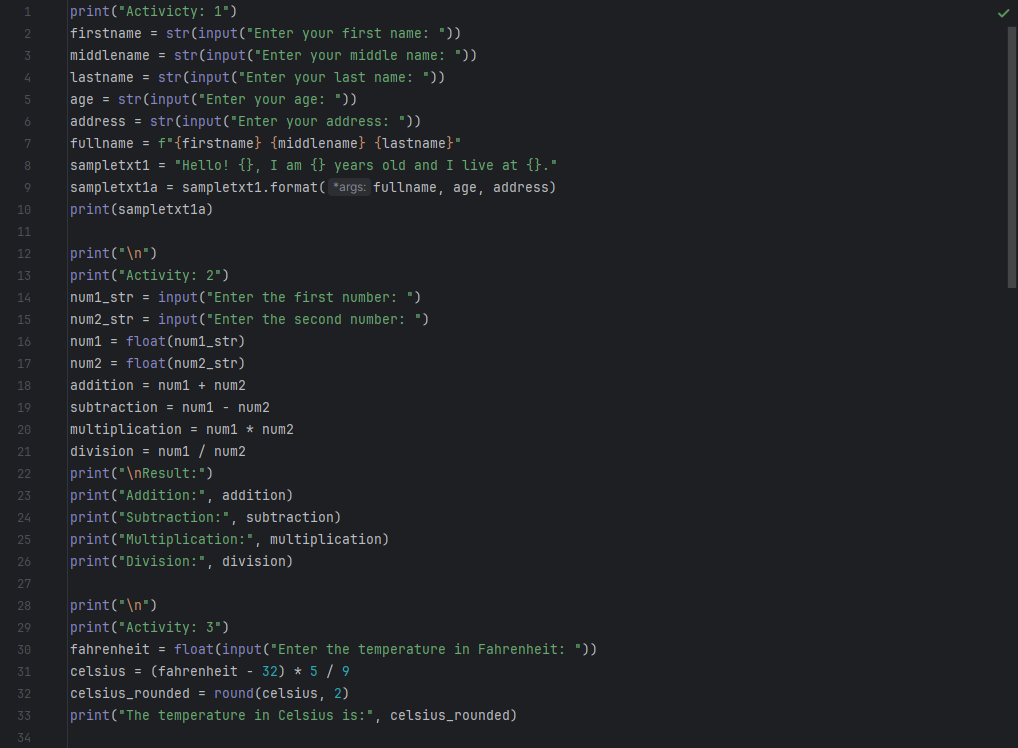 1 print("Activicty: 1")
2 firstname = str(input("Enter your first name: "))
3 middlename = str(input("Enter your middle name: "))
4 lastname = str(input("Enter your last name: "))
5 age = str(input("Enter your age: "))
6 address = str(input("Enter your address: "))
7 fullname = f"{firstname} {middlename} {lastname}"
8 sampletxt1 = "Hello! {}, I am {} years old and I live at {}."
9 sampletxt1a = sampletxt1.format( *args: fullname, age, address)
10 print(sampletxt1a)
11
12 print("\n")
13 print("Activity: 2")
14 num1_str = input("Enter the first number: ")
15 num2_str = input("Enter the second number: ")
16 num1 = float(num1_str)
17 num2 = float(num2_str)
18 addition = num1 + num2
19 subtraction = num1 - num2
20 multiplication = num1 * num2
21 division = num1 / num2
22 print("\nResult:")
23 print("Addition:", addition)
24 print("Subtraction:", subtraction)
25 print("Multiplication:", multiplication)
26 print("Division:", division)
27
28 print("\n")
29 print("Activity: 3")
30 fahrenheit = float(input("Enter the temperature in Fahrenheit: "))
31 celsius = (fahrenheit - 32) * 5 / 9
32 celsius_rounded = round(celsius, 2)
33 print("The temperature in Celsius is:", celsius_rounded)
34